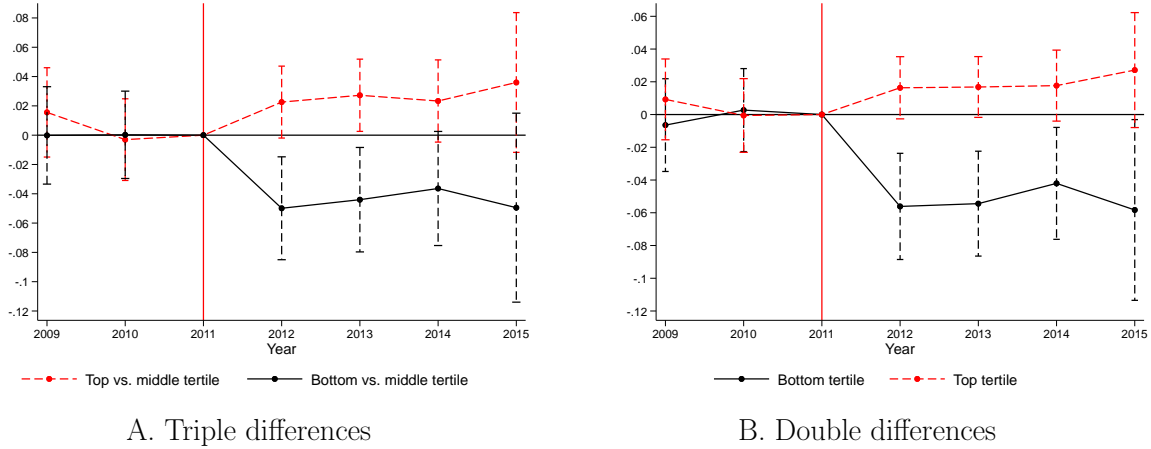 .08
.06
.04
.02
0
-.02
-.04
-.06
-.08
-.1
-.12
2009 2010 2011 2012 2013 2014 2015
Year
Top vs. middle tertile Bottom vs. middle tertile
A. Triple differences
.06
.04
.02
0
-.02
-.04
-.06
-.08
-.1
-.12
2009 2010 2011 2012 2013 2014 2015
Year
Bottom tertile Top tertile
B. Double differences